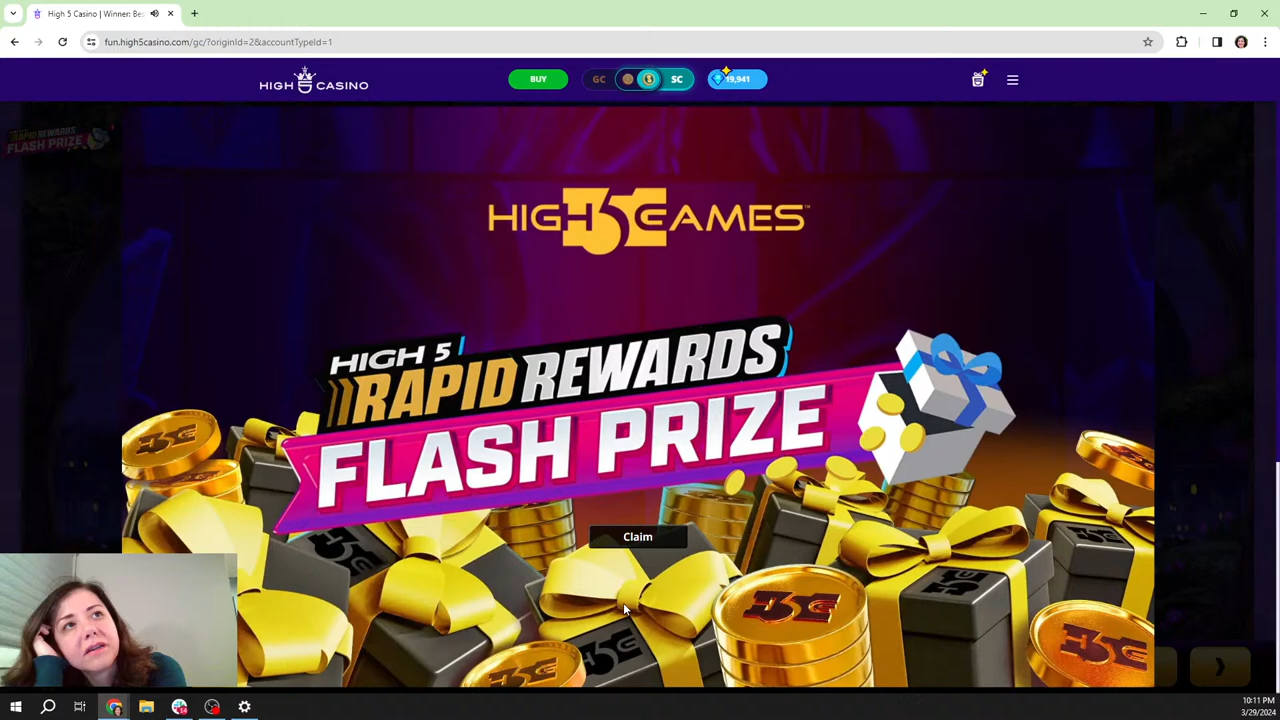 High 5 Casino | Winner: Be
fun.high5casino.com/gc/?originId=2&accountTypeId=1
HIGH 5 CASINO
BUY
GC
SC
19,941
RAPID REWARDS
FLASH PRIZE
HIGH 5 GAMES
HIGH 5
RAPID REWARDS
FLASH PRIZE
Claim
10:11 PM
3/29/2024